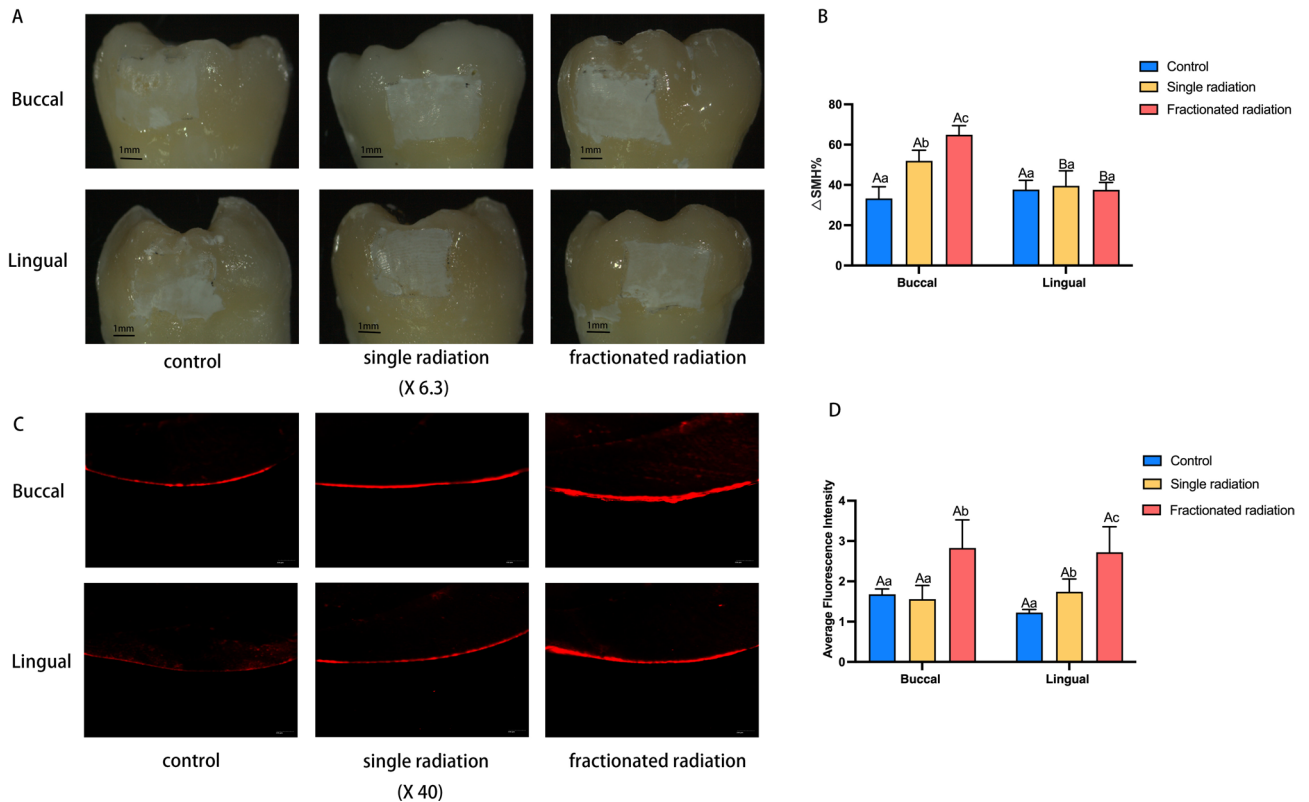 A
Buccal
1mm
1mm
1mm
Lingual
1mm
1mm
1mm
control
single radiation
fractionated radiation
(X 6.3)
B
Control
Single radiation
Fractionated radiation
△ SMH%
80
60
40
20
0
Aa
Ab
Ac
Aa
Ba
Ba
Buccal
Lingual
C
Buccal
Lingual
control
single radiation
fractionated radiation
(X 40)
D
Control
Single radiation
Fractionated radiation
Average Fluorescence Intensity
4
3
2
1
0
Aa
Aa
Ab
Aa
Ab
Ac
Buccal
Lingual